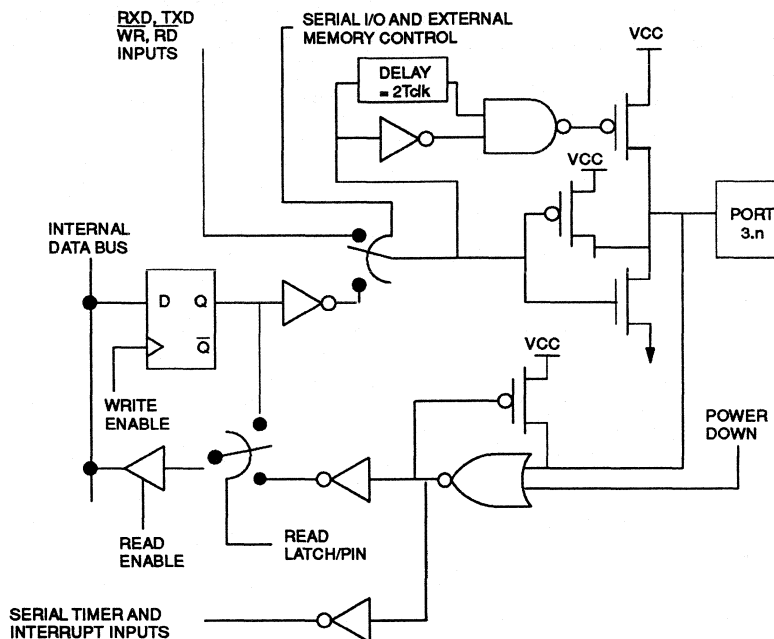 RXD, TXD
WR, RD
INPUTS
SERIAL I/O AND EXTERNAL
MEMORY CONTROL
VCC
DELAY
= 2Tclk
VCC
INTERNAL
DATA BUS
PORT
3.n
D Q
Q
WRITE
ENABLE
VCC
POWER
DOWN
READ
ENABLE
READ
LATCH/PIN
SERIAL TIMER AND
INTERRUPT INPUTS